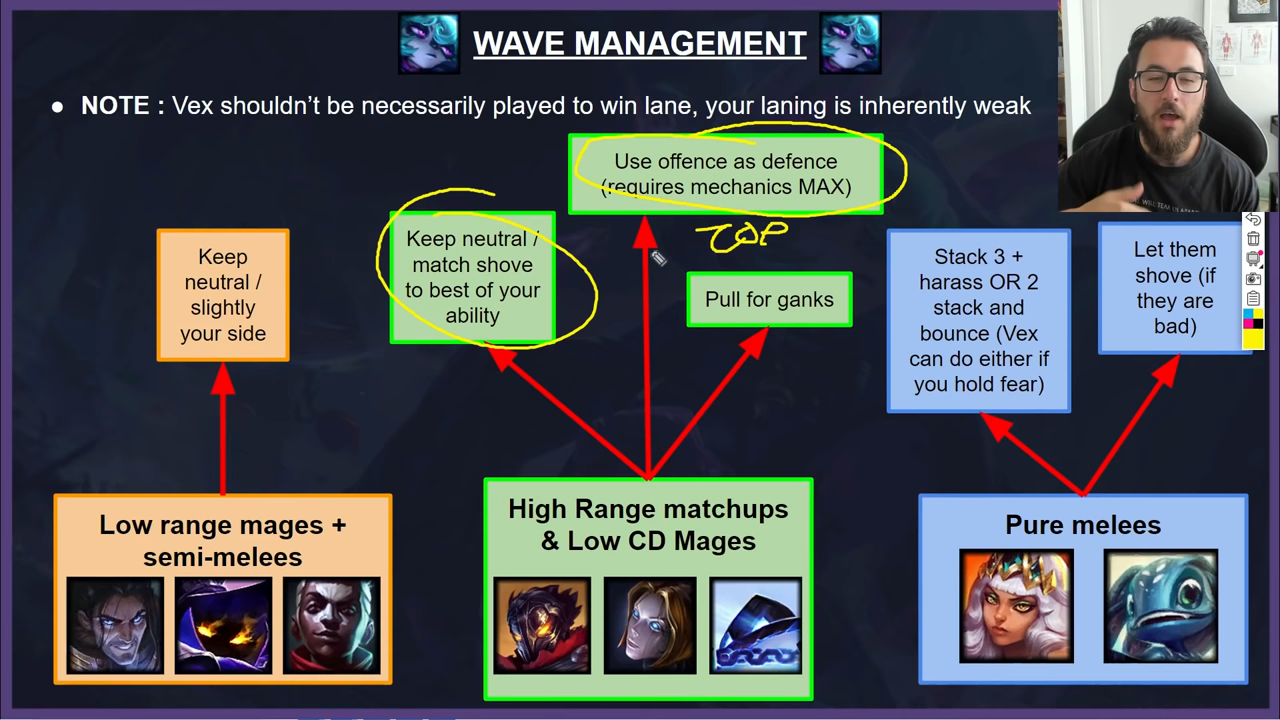 WAVE MANAGEMENT
● NOTE : Vex shouldn't be necessarily played to win lane, your laning is inherently weak
Use offence as defence
(requires mechanics MAX)
TOP
Keep
neutral /
slightly
your side
Keep neutral /
match shove
to best of your
ability
Pull for ganks
Stack 3 +
harass OR 2
stack and
bounce (Vex
can do either if
you hold fear)
Let them
shove (if
they are
bad)
Low range mages +
semi-melees
High Range matchups
& Low CD Mages
Pure melees